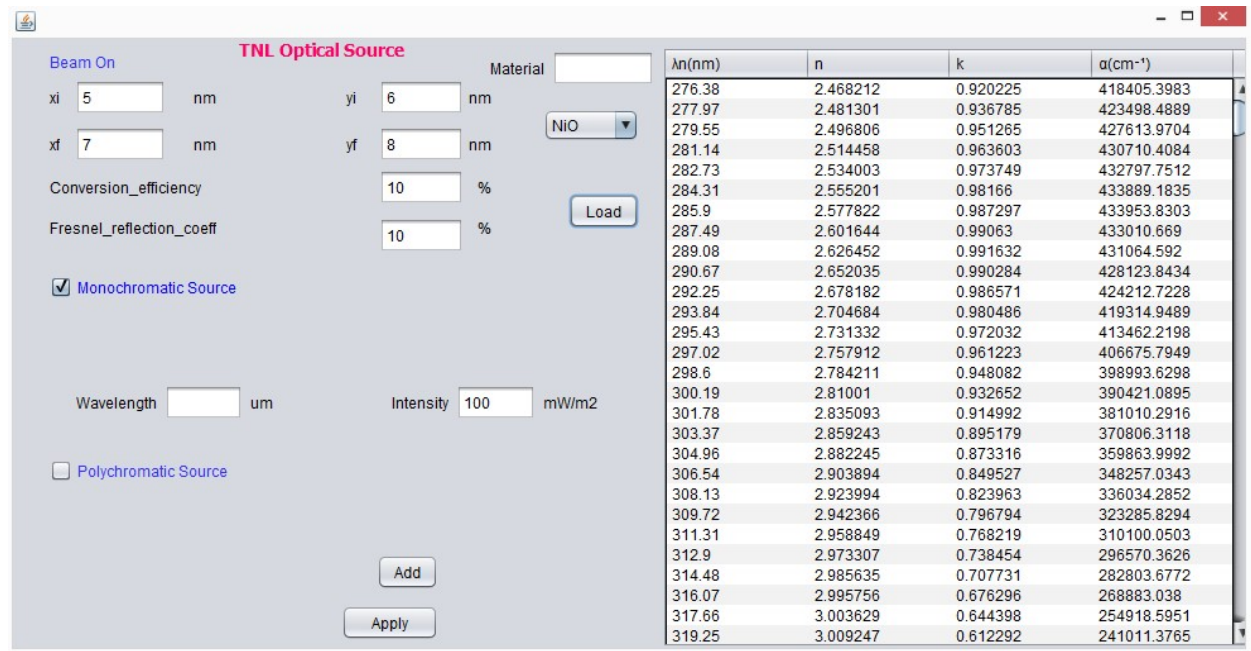 TNL Optical Source
Beam On
Material
xi 5 nm yi 6 nm
NiO
xf 7 nm yf 8 nm
Conversion_efficiency 10 %
Load
Fresnel_reflection_coeff 10 %
Monochromatic Source
Wavelength um Intensity 100 mW/m2
Polychromatic Source
Add
Apply
λn(nm) n k α(cm⁻¹)
276.38 2.468212 0.920225 418405.3983
277.97 2.481301 0.936785 423498.4889
279.55 2.496806 0.951265 427613.9704
281.14 2.514458 0.963603 430710.4084
282.73 2.534003 0.973749 432797.7512
284.31 2.555201 0.98166 433889.1835
285.9 2.577822 0.987297 433953.8303
287.49 2.601644 0.99063 433010.669
289.08 2.626452 0.991632 431064.592
290.67 2.652035 0.990284 428123.8434
292.25 2.678182 0.986571 424212.7228
293.84 2.704684 0.980486 419314.9489
295.43 2.731332 0.972032 413462.2198
297.02 2.757912 0.961223 406675.7949
298.6 2.784211 0.948082 398993.6298
300.19 2.81001 0.932652 390421.0895
301.78 2.835093 0.914992 381010.2916
303.37 2.859243 0.895179 370806.3118
304.96 2.882245 0.873316 359863.9992
306.54 2.903894 0.849527 348257.0343
308.13 2.923994 0.823963 336034.2852
309.72 2.942366 0.796794 323285.8294
311.31 2.958849 0.768219 310100.0503
312.9 2.973307 0.738454 296570.3626
314.48 2.985635 0.707731 282803.6772
316.07 2.995756 0.676296 268883.038
317.66 3.003629 0.644398 254918.5951
319.25 3.009247 0.612292 241011.3765